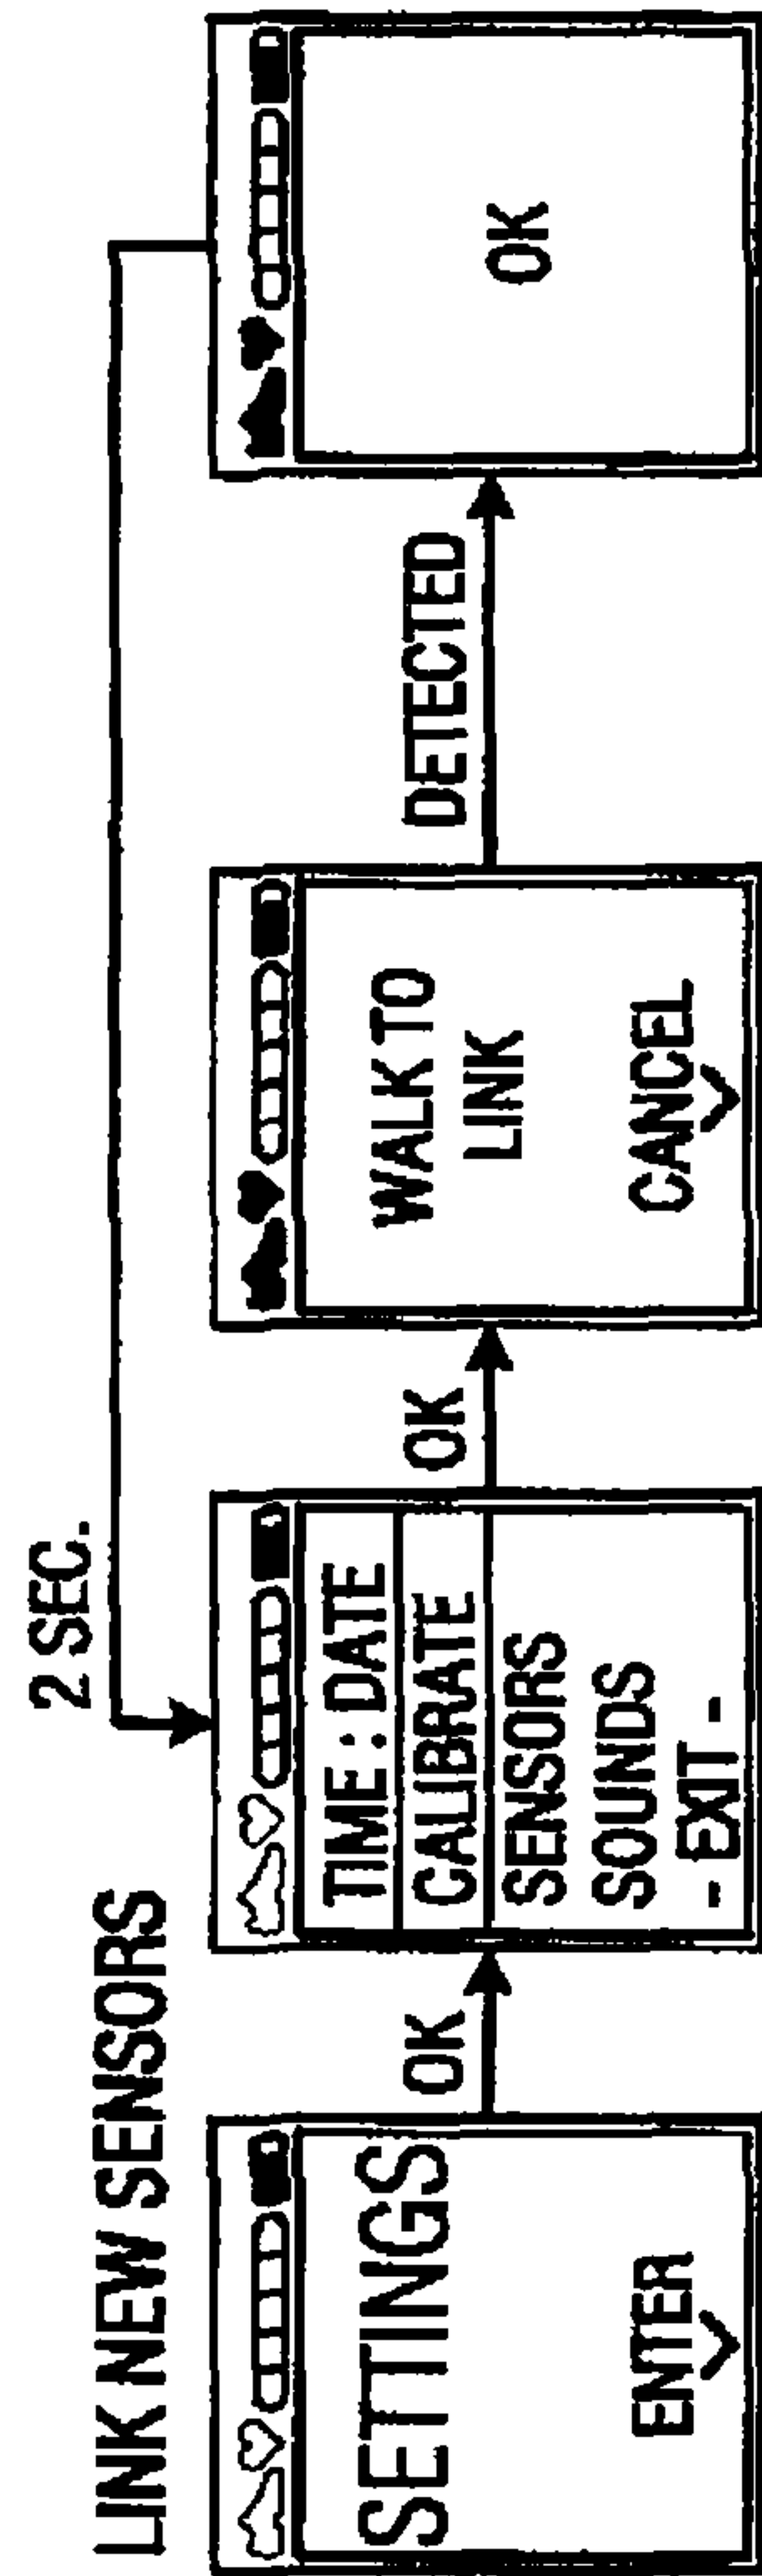 LINK NEW SENSORS
2 SEC.
SETTINGS
ENTER
OK
TIME : DATE
CALIBRATE
SENSORS
SOUNDS
- EXIT -
OK
WALK TO
LINK
CANCEL
DETECTED
OK